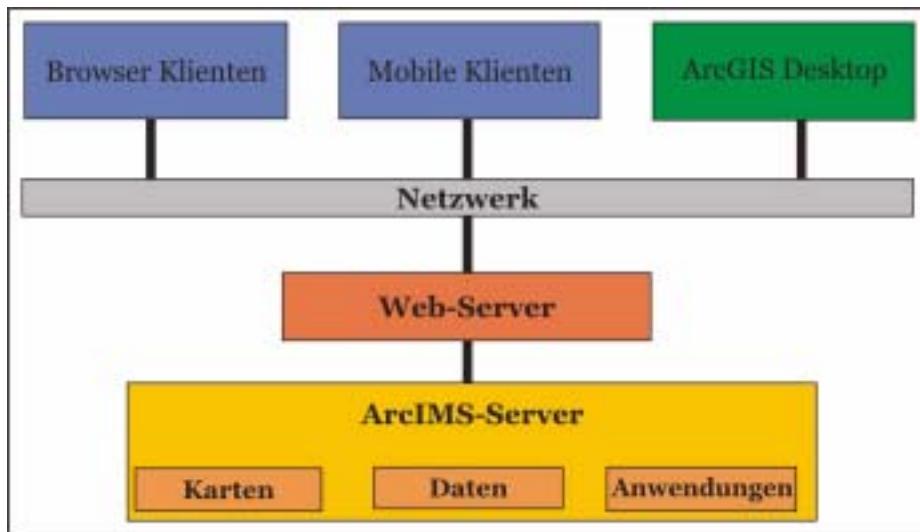 Browser Klienten
Mobile Klienten
ArcGIS Desktop
Netzwerk
Web-Server
ArcIMS-Server
Karten
Daten
Anwendungen